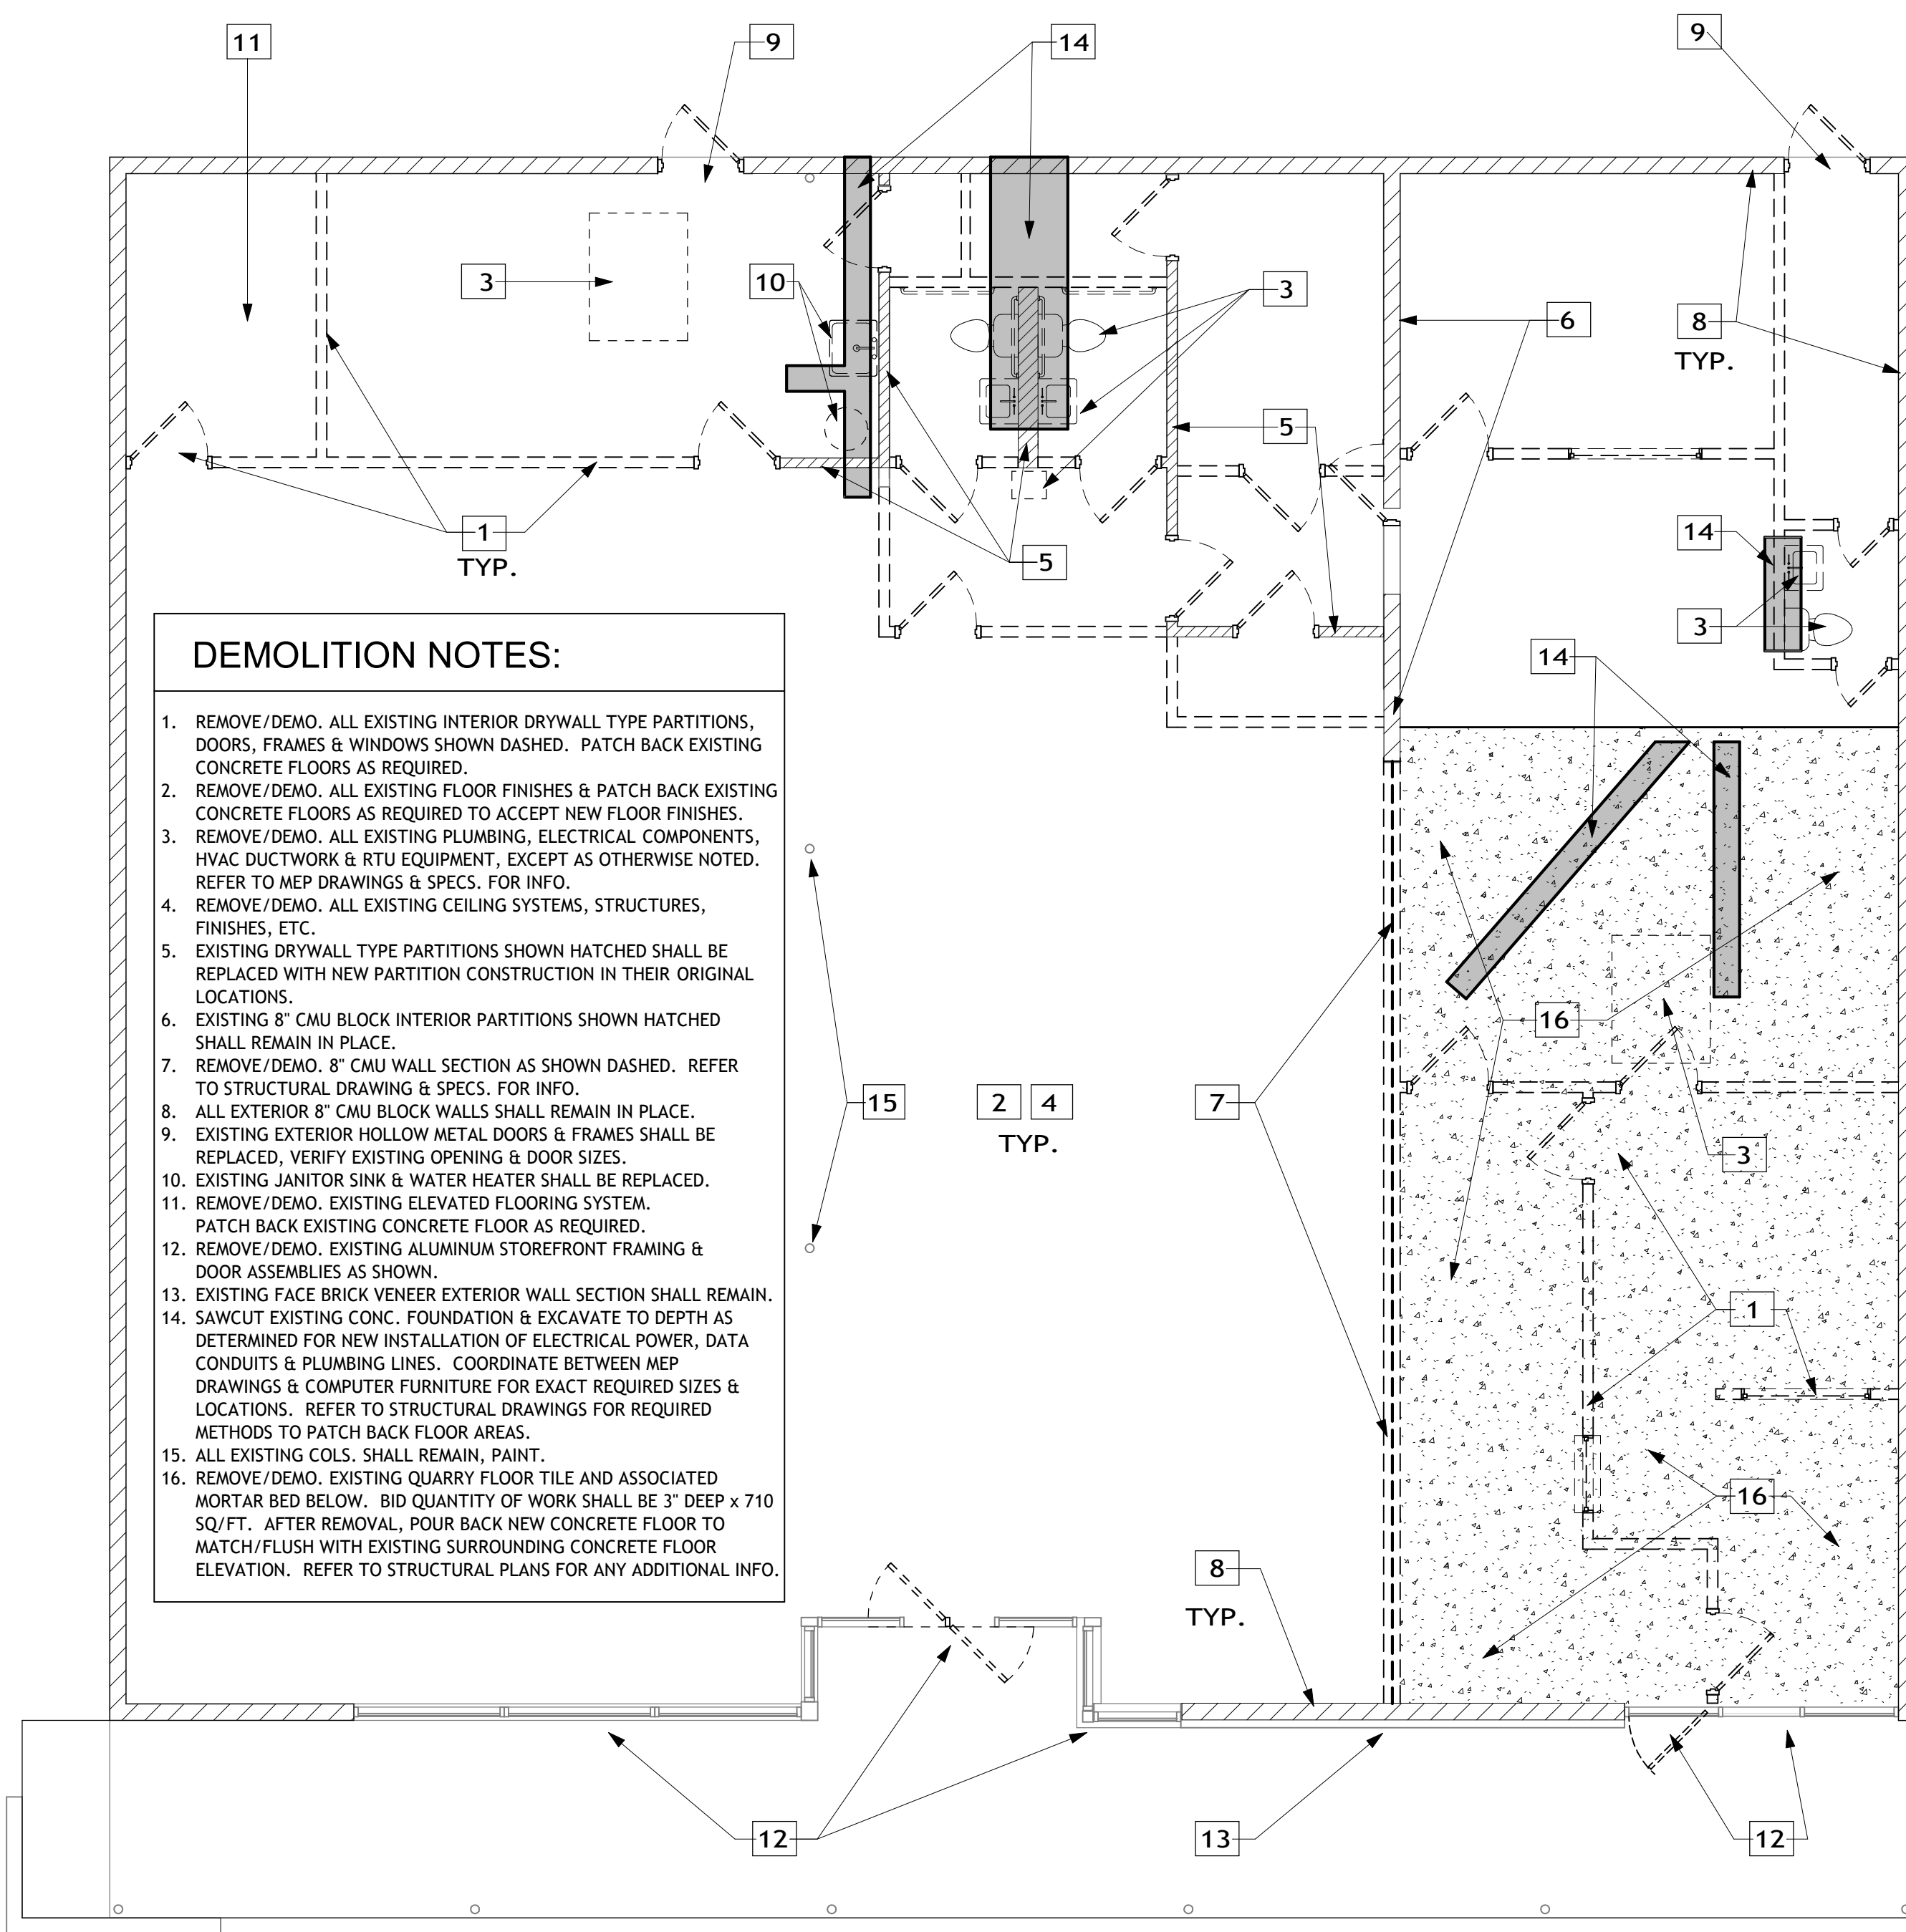 11
9
14
9
3
10
3
6
8
TYP.
5
1
TYP.
5
14
3
14
DEMOLITION NOTES:
1. REMOVE/DEMO. ALL EXISTING INTERIOR DRYWALL TYPE PARTITIONS,
DOORS, FRAMES & WINDOWS SHOWN DASHED. PATCH BACK EXISTING
CONCRETE FLOORS AS REQUIRED.
2. REMOVE/DEMO. ALL EXISTING FLOOR FINISHES & PATCH BACK EXISTING
CONCRETE FLOORS AS REQUIRED TO ACCEPT NEW FLOOR FINISHES.
3. REMOVE/DEMO. ALL EXISTING PLUMBING, ELECTRICAL COMPONENTS,
HVAC DUCTWORK & RTU EQUIPMENT, EXCEPT AS OTHERWISE NOTED.
REFER TO MEP DRAWINGS & SPECS. FOR INFO.
4. REMOVE/DEMO. ALL EXISTING CEILING SYSTEMS, STRUCTURES,
FINISHES, ETC.
5. EXISTING DRYWALL TYPE PARTITIONS SHOWN HATCHED SHALL BE
REPLACED WITH NEW PARTITION CONSTRUCTION IN THEIR ORIGINAL
LOCATIONS.
6. EXISTING 8" CMU BLOCK INTERIOR PARTITIONS SHOWN HATCHED
SHALL REMAIN IN PLACE.
7. REMOVE/DEMO. 8" CMU WALL SECTION AS SHOWN DASHED. REFER
TO STRUCTURAL DRAWING & SPECS. FOR INFO.
8. ALL EXTERIOR 8" CMU BLOCK WALLS SHALL REMAIN IN PLACE.
9. EXISTING EXTERIOR HOLLOW METAL DOORS & FRAMES SHALL BE
REPLACED, VERIFY EXISTING OPENING & DOOR SIZES.
10. EXISTING JANITOR SINK & WATER HEATER SHALL BE REPLACED.
11. REMOVE/DEMO. EXISTING ELEVATED FLOORING SYSTEM.
PATCH BACK EXISTING CONCRETE FLOOR AS REQUIRED.
12. REMOVE/DEMO. EXISTING ALUMINUM STOREFRONT FRAMING &
DOOR ASSEMBLIES AS SHOWN.
13. EXISTING FACE BRICK VENEER EXTERIOR WALL SECTION SHALL REMAIN.
14. SAWCUT EXISTING CONC. FOUNDATION & EXCAVATE TO DEPTH AS
DETERMINED FOR NEW INSTALLATION OF ELECTRICAL POWER, DATA
CONDUITS & PLUMBING LINES. COORDINATE BETWEEN MEP
DRAWINGS & COMPUTER FURNITURE FOR EXACT REQUIRED SIZES &
LOCATIONS. REFER TO STRUCTURAL DRAWINGS FOR REQUIRED
METHODS TO PATCH BACK FLOOR AREAS.
15. ALL EXISTING COLS. SHALL REMAIN, PAINT.
16. REMOVE/DEMO. EXISTING QUARRY FLOOR TILE AND ASSOCIATED
MORTAR BED BELOW. BID QUANTITY OF WORK SHALL BE 3" DEEP x 710
SQ/FT. AFTER REMOVAL, POUR BACK NEW CONCRETE FLOOR TO
MATCH/FLUSH WITH EXISTING SURROUNDING CONCRETE FLOOR
ELEVATION. REFER TO STRUCTURAL PLANS FOR ANY ADDITIONAL INFO.
16
15
2 4
TYP.
7
3
1
16
8
TYP.
12
13
12